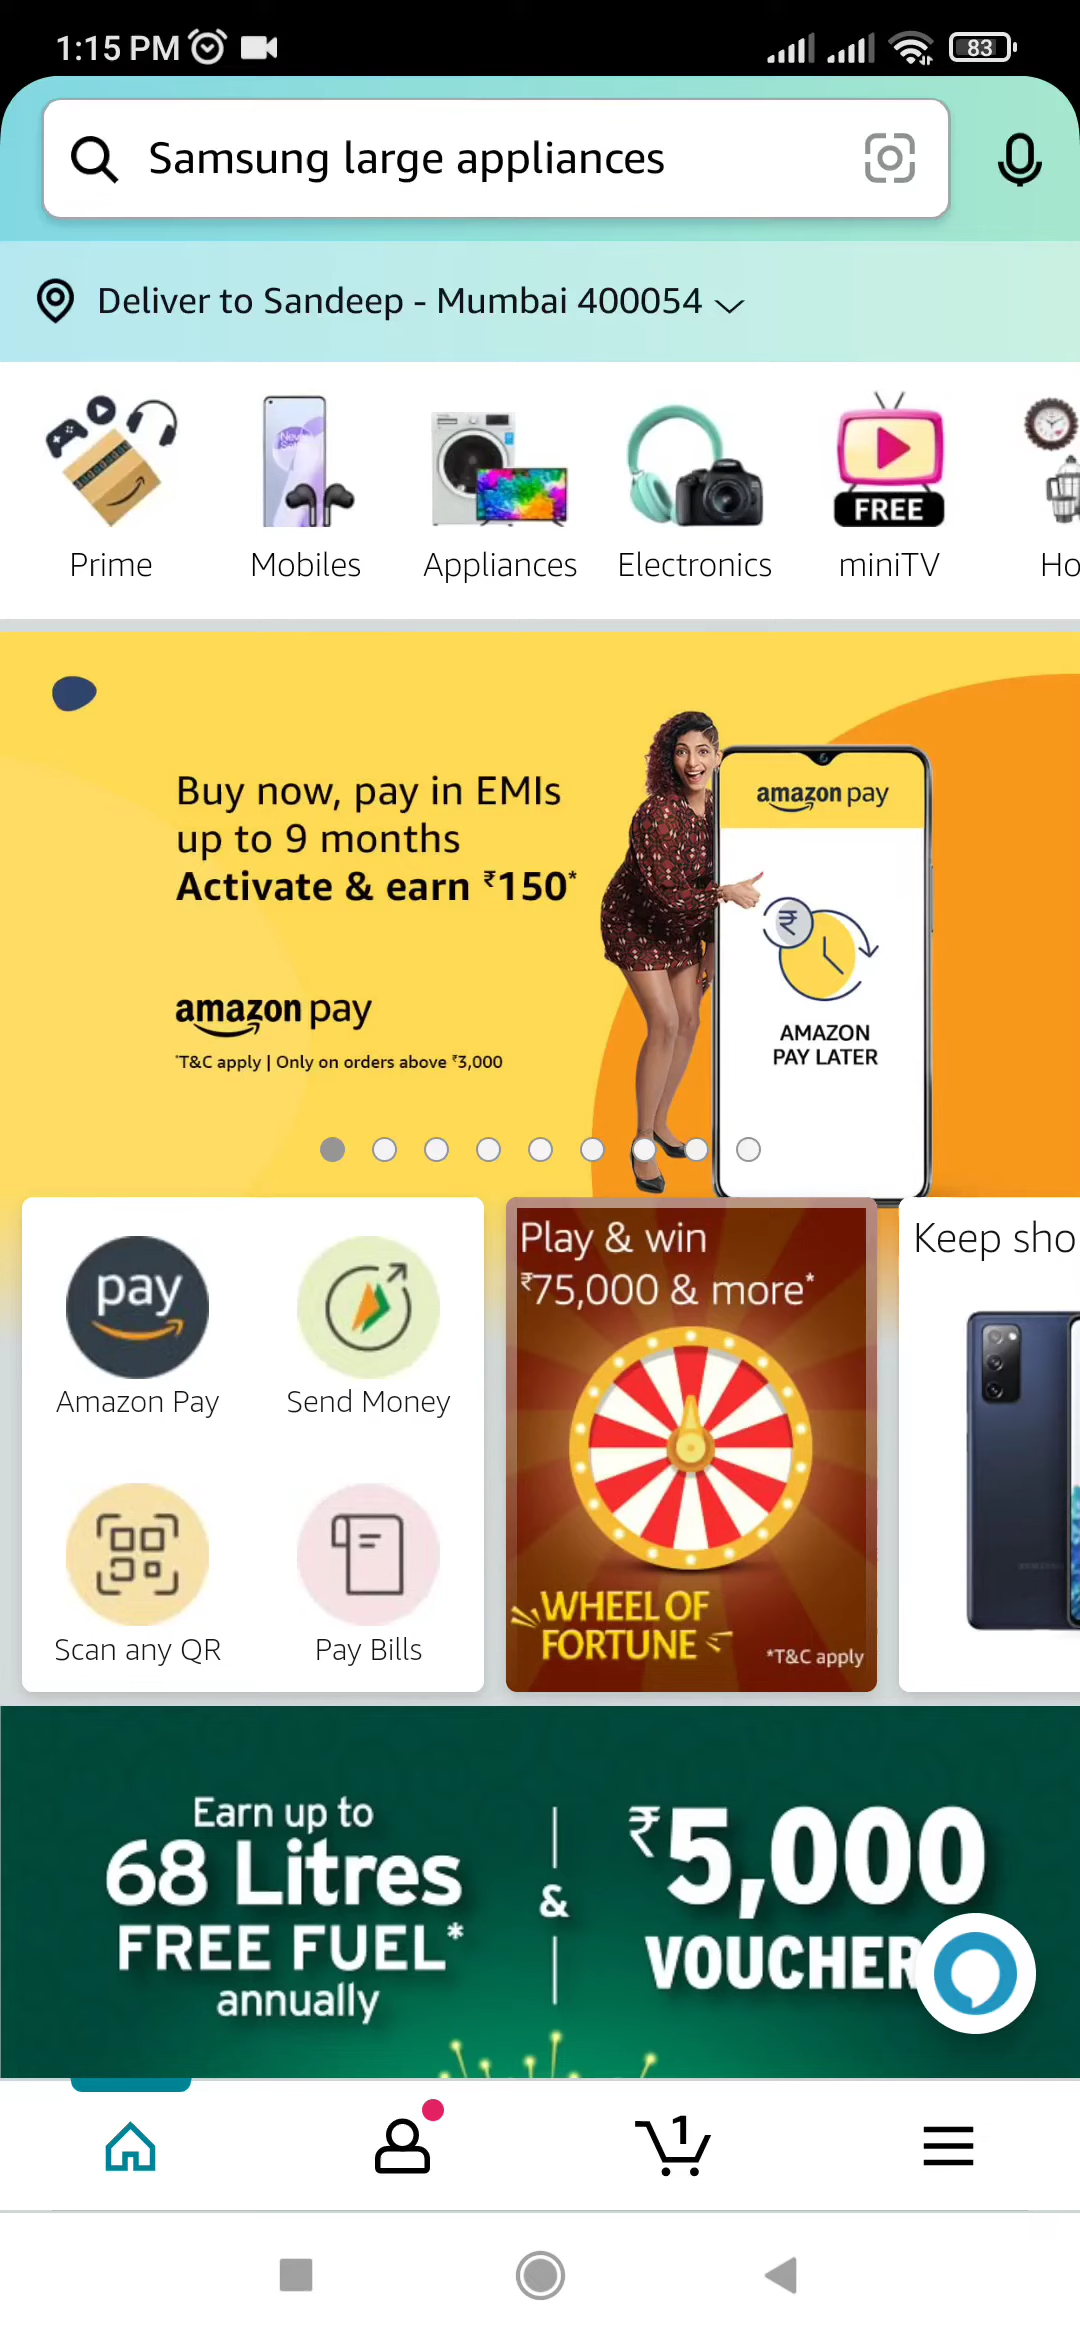 1:15 PM
83
Samsung large appliances
Deliver to Sandeep - Mumbai 400054
FREE
Prime
Mobiles
Appliances
Electronics
miniTV
Ho
Buy now, pay in EMIs
up to 9 months
Activate & earn ₹150*
amazon pay
*T&C apply | Only on orders above ₹3,000
amazon pay
₹
AMAZON
PAY LATER
pay
Amazon Pay
Send Money
Scan any QR
Pay Bills
Play & win
₹75,000 & more*
WHEEL OF
FORTUNE
*T&C apply
Keep sho
Earn up to
68 Litres
FREE FUEL*
annually
&
₹5,000
VOUCHER
1